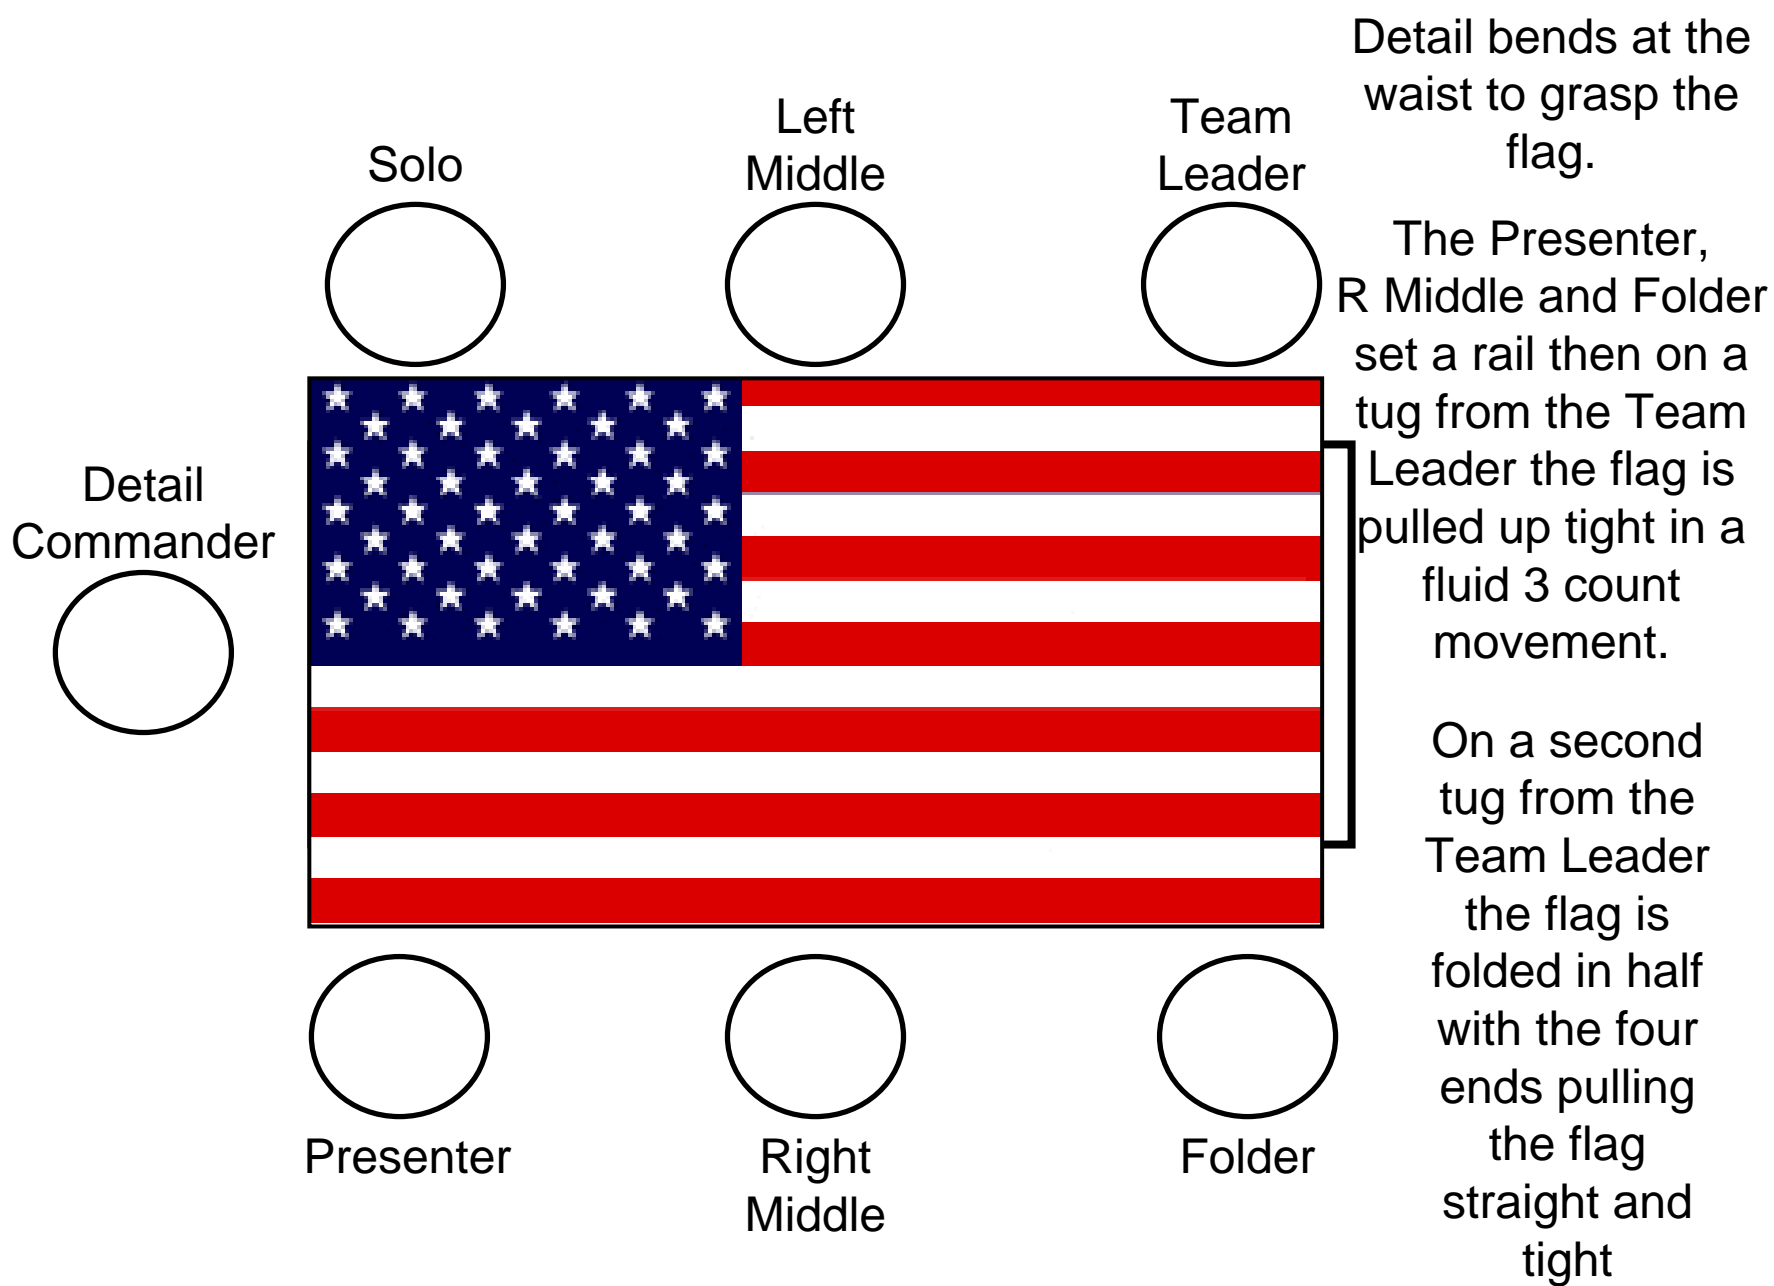 Detail bends at the
waist to grasp the
flag.
Left
Middle
Team
Leader
Solo
The Presenter,
R Middle and Folder
set a rail then on a
tug from the Team
Leader the flag is
pulled up tight in a
fluid 3 count
movement.
Detail
Commander
On a second
tug from the
Team Leader
the flag is
folded in half
with the four
ends pulling
the flag
straight and
tight
Presenter
Right
Middle
Folder